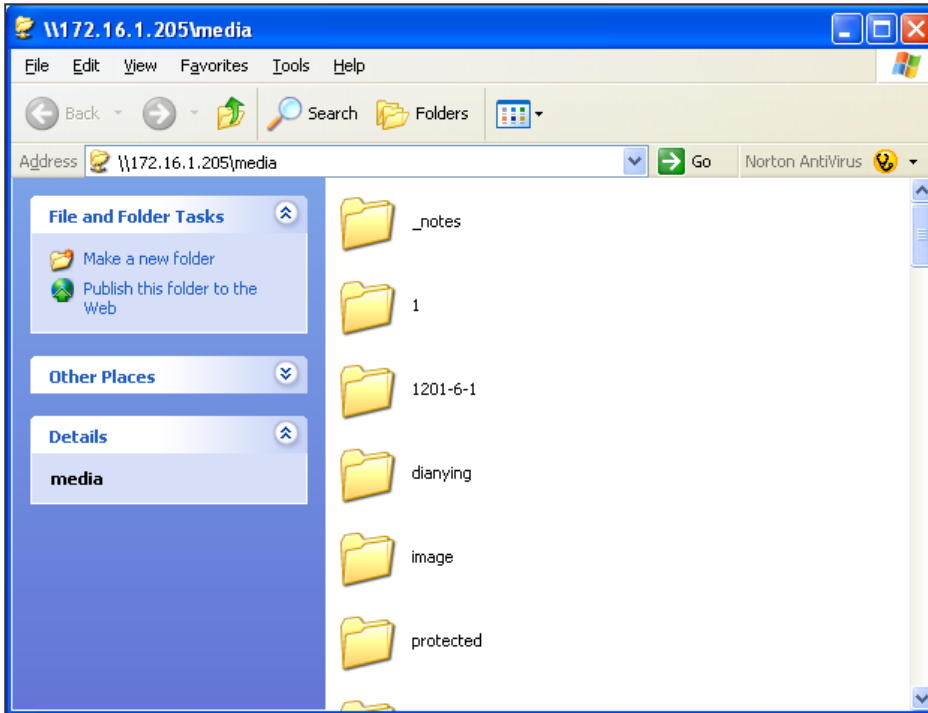 \\172.16.1.205\media
File Edit View Favorites Tools Help
Back Search Folders
Address \\172.16.1.205\media Go Norton AntiVirus
File and Folder Tasks
Make a new folder
Publish this folder to the
Web
Other Places
Details
media
_notes
1
1201-6-1
dianying
image
protected